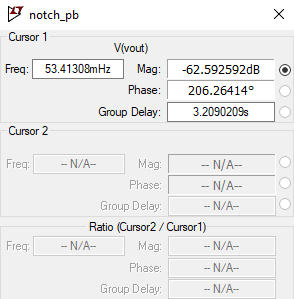 notch_pb
Cursor 1
V(vout)
Freq: 53.41308mHz Mag: -62.592592dB
Phase: 206.26414°
Group Delay: 3.2090209s
Cursor 2
Freq: -- N/A-- Mag: -- N/A--
Phase: -- N/A--
Group Delay: -- N/A--
Ratio (Cursor2 / Cursor1)
Freq: -- N/A-- Mag: -- N/A--
Phase: -- N/A--
Group Delay: -- N/A--